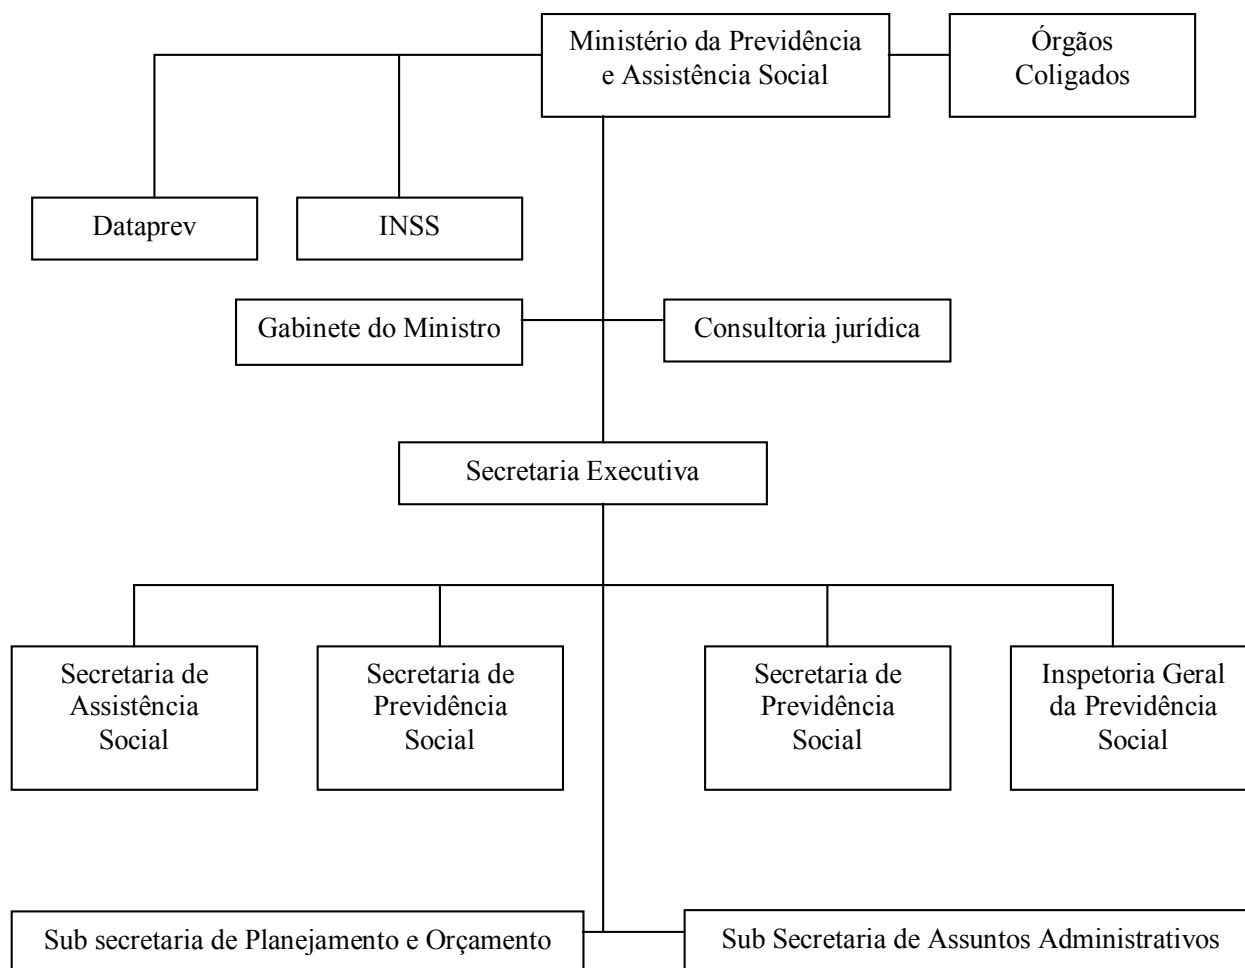 Ministério da Previdência
e Assistência Social
Órgãos
Coligados
Dataprev
INSS
Gabinete do Ministro
Consultoria jurídica
Secretaria Executiva
Secretaria de
Assistência
Social
Secretaria de
Previdência
Social
Secretaria de
Previdência
Social
Inspetoria Geral
da Previdência
Social
Sub secretaria de Planejamento e Orçamento
Sub Secretaria de Assuntos Administrativos